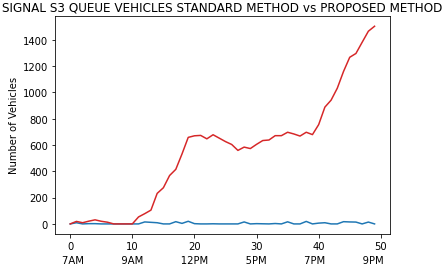 SIGNAL S3 QUEUE VEHICLES STANDARD METHOD vs PROPOSED METHOD
Number of Vehicles
1400
1200
1000
800
600
400
200
0
0 10 20 30 40 50
7AM 9AM 12PM 5PM 7PM 9PM